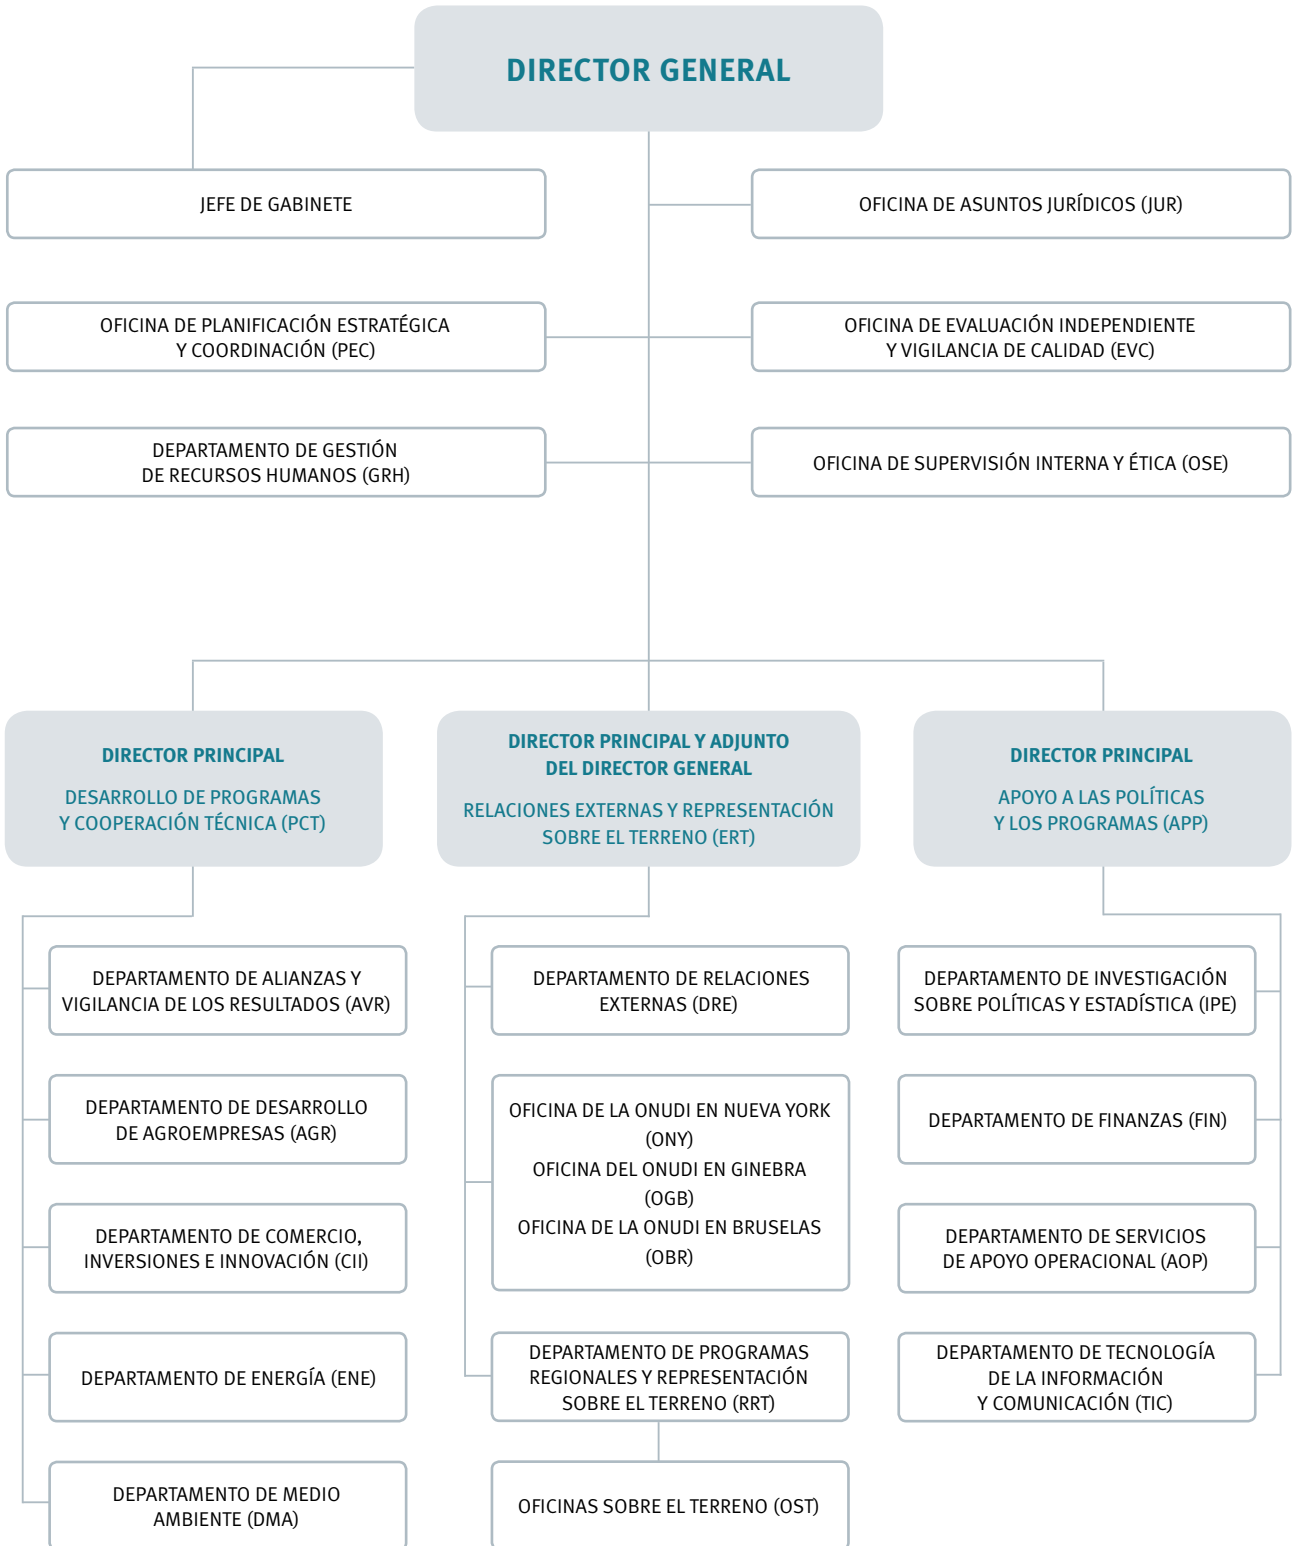 DIRECTOR GENERAL
JEFE DE GABINETE
OFICINA DE ASUNTOS JURÍDICOS (JUR)
OFICINA DE PLANIFICACIÓN ESTRATÉGICA
Y COORDINACIÓN (PEC)
OFICINA DE EVALUACIÓN INDEPENDIENTE
Y VIGILANCIA DE CALIDAD (EVC)
DEPARTAMENTO DE GESTIÓN
DE RECURSOS HUMANOS (GRH)
OFICINA DE SUPERVISIÓN INTERNA Y ÉTICA (OSE)
DIRECTOR PRINCIPAL
DESARROLLO DE PROGRAMAS
Y COOPERACIÓN TÉCNICA (PCT)
DIRECTOR PRINCIPAL Y ADJUNTO
DEL DIRECTOR GENERAL
RELACIONES EXTERNAS Y REPRESENTACIÓN
SOBRE EL TERRENO (ERT)
DIRECTOR PRINCIPAL
APOYO A LAS POLÍTICAS
Y LOS PROGRAMAS (APP)
DEPARTAMENTO DE ALIANZAS Y
VIGILANCIA DE LOS RESULTADOS (AVR)
DEPARTAMENTO DE DESARROLLO
DE AGROEMPRESAS (AGR)
DEPARTAMENTO DE COMERCIO,
INVERSIONES E INNOVACIÓN (CII)
DEPARTAMENTO DE ENERGÍA (ENE)
DEPARTAMENTO DE MEDIO
AMBIENTE (DMA)
DEPARTAMENTO DE RELACIONES
EXTERNAS (DRE)
OFICINA DE LA ONUDI EN NUEVA YORK
(ONY)
OFICINA DEL ONUDI EN GINEBRA
(OGB)
OFICINA DE LA ONUDI EN BRUSELAS
(OBR)
DEPARTAMENTO DE PROGRAMAS
REGIONALES Y REPRESENTACIÓN
SOBRE EL TERRENO (RRT)
OFICINAS SOBRE EL TERRENO (OST)
DEPARTAMENTO DE INVESTIGACIÓN
SOBRE POLÍTICAS Y ESTADÍSTICA (IPE)
DEPARTAMENTO DE FINANZAS (FIN)
DEPARTAMENTO DE SERVICIOS
DE APOYO OPERACIONAL (AOP)
DEPARTAMENTO DE TECNOLOGÍA
DE LA INFORMACIÓN
Y COMUNICACIÓN (TIC)